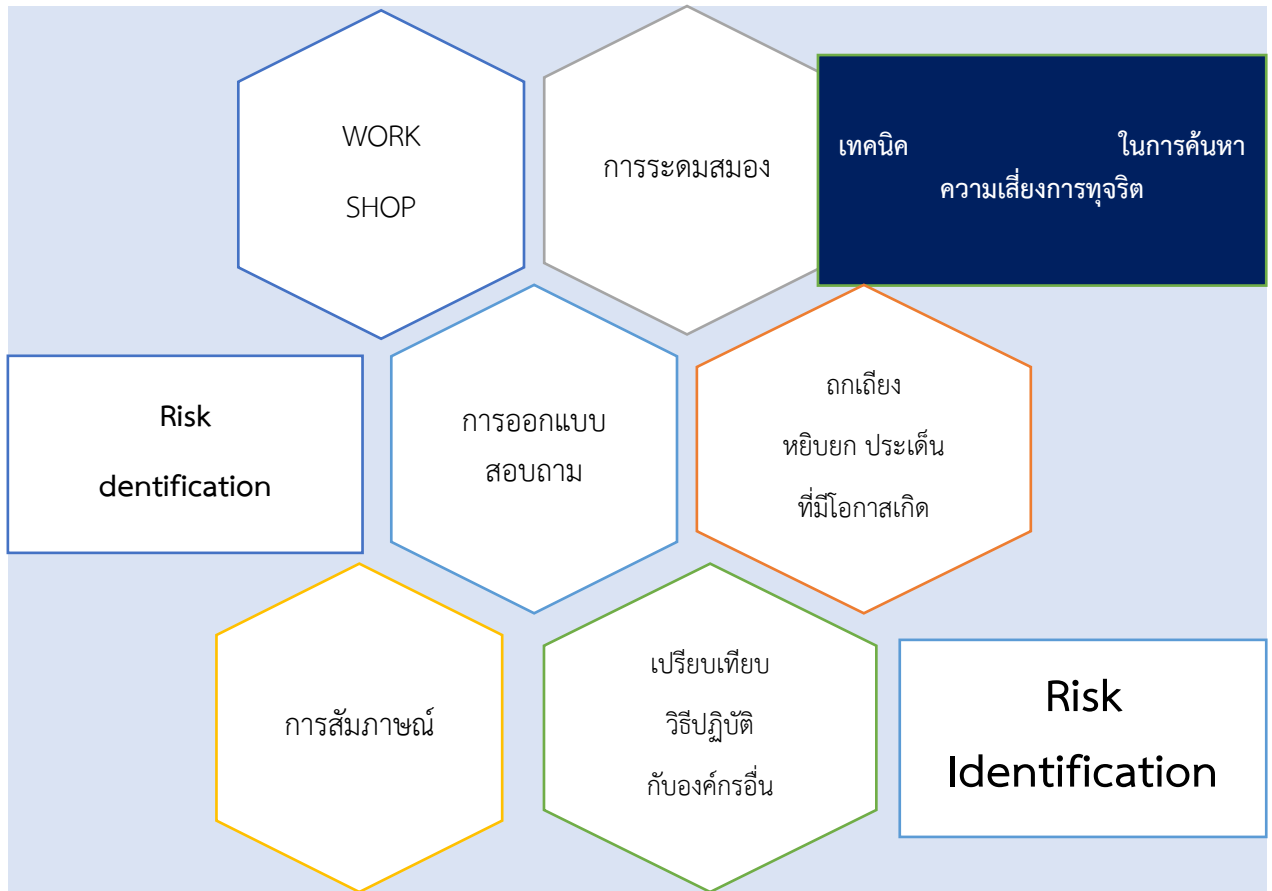 WORK
SHOP
การระดมสมอง
เทคนิค ในการค้นหา
ความเสี่ยงการทุจริต
Risk
dentification
การออกแบบ
สอบถาม
ถกเถียง
หยิบยก ประเด็น
ที่มีโอกาสเกิด
การสัมภาษณ์
เปรียบเทียบ
วิธีปฏิบัติ
กับองค์กรอื่น
Risk
Identification